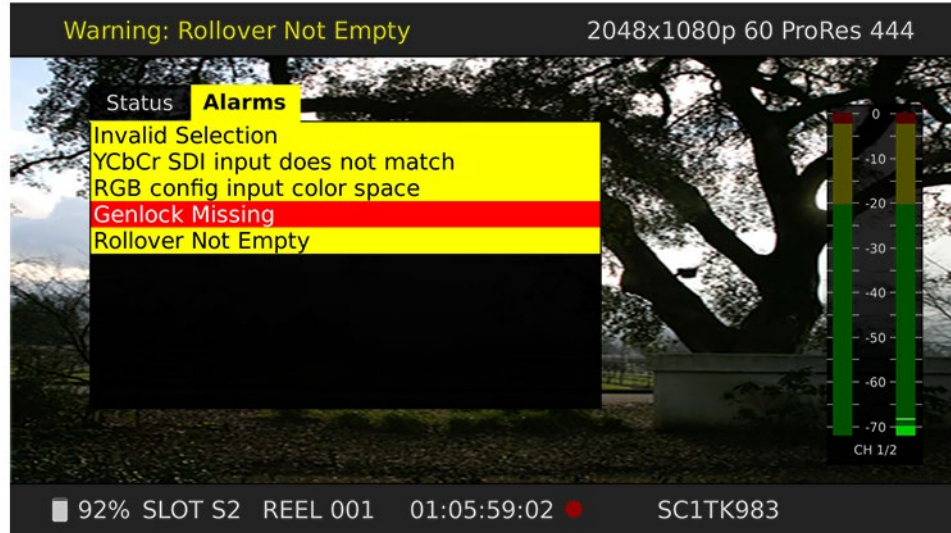 Warning: Rollover Not Empty 2048x1080p 60 ProRes 444
Status Alarms
Invalid Selection
YCbCr SDI input does not match
RGB config input color space
Genlock Missing
Rollover Not Empty
0
-10
-20
-30
-40
-50
-60
-70
CH 1/2
92% SLOT S2 REEL 001 01:05:59:02 SC1TK983